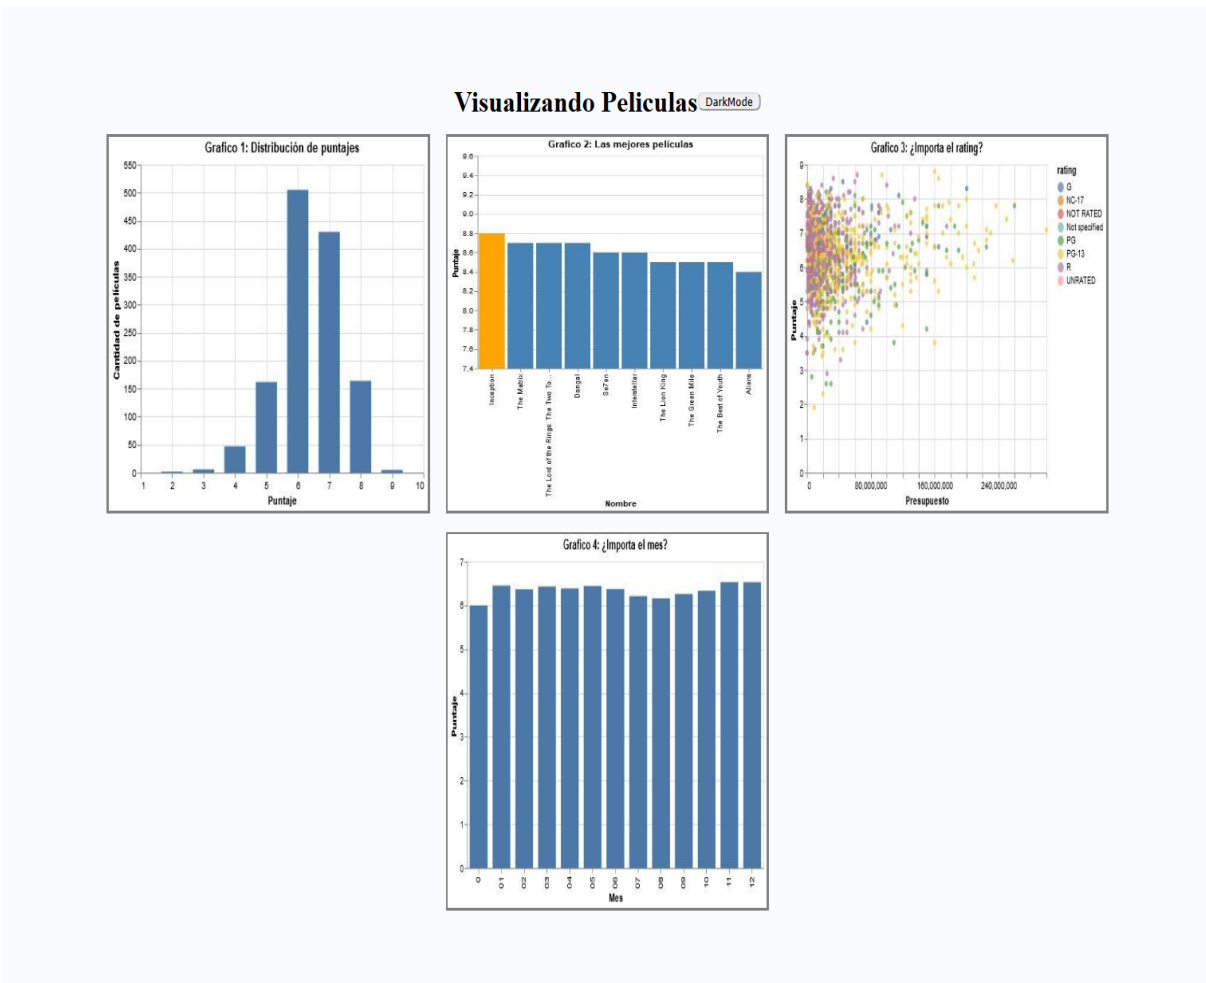 Visualizando Peliculas DarkMode
Grafico 1: Distribución de puntajes
550
500
450
400
350
300
250
200
150
100
50
0
Cantidad de películas
1 2 3 4 5 6 7 8 9 10
Puntaje
Grafico 2: Las mejores películas
9.6
9.4
9.2
9.0
8.8
8.6
8.4
8.2
8.0
7.8
7.6
7.4
Puntaje
Inception
The Matrix
The Lord of the Rings: The Two To...
Dangal
Se7en
Interstellar
The Lion King
The Green Mile
The Best of Youth
Aliens
Nombre
Grafico 3: ¿Importa el rating?
9
8
7
6
5
4
3
2
1
0
Puntaje
0 80,000,000 160,000,000 240,000,000
Presupuesto
rating
G
NC-17
NOT RATED
Not specified
PG
PG-13
R
UNRATED
Grafico 4: ¿Importa el mes?
7
6
5
4
3
2
1
0
Puntaje
0 01 02 03 04 05 06 07 08 09 10 11 12
Mes